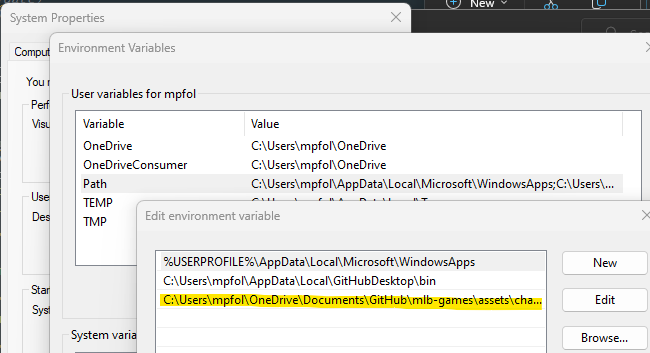 New
System Properties
Environment Variables
Comput
You
Perf
Visu
User variables for mpfol
Variable Value
OneDrive C:\Users\mpfol\OneDrive
OneDriveConsumer C:\Users\mpfol\OneDrive
Path C:\Users\mpfol\AppData\Local\Microsoft\WindowsApps;C:\Users\...
TEMP
TMP
User
Des
Edit environment variable
%USERPROFILE%\AppData\Local\Microsoft\WindowsApps
New
C:\Users\mpfol\AppData\Local\GitHubDesktop\bin
C:\Users\mpfol\OneDrive\Documents\GitHub\mlb-games\assets\cha...
Edit
Star
Syst
System varia
Browse...